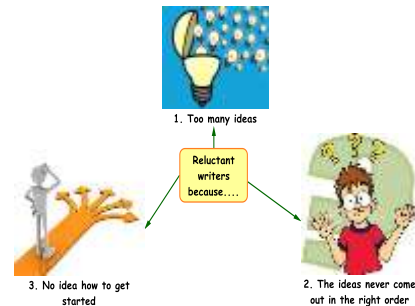 1. Too many ideas
Reluctant
writers
because....
3. No idea how to get
started
2. The ideas never come
out in the right order